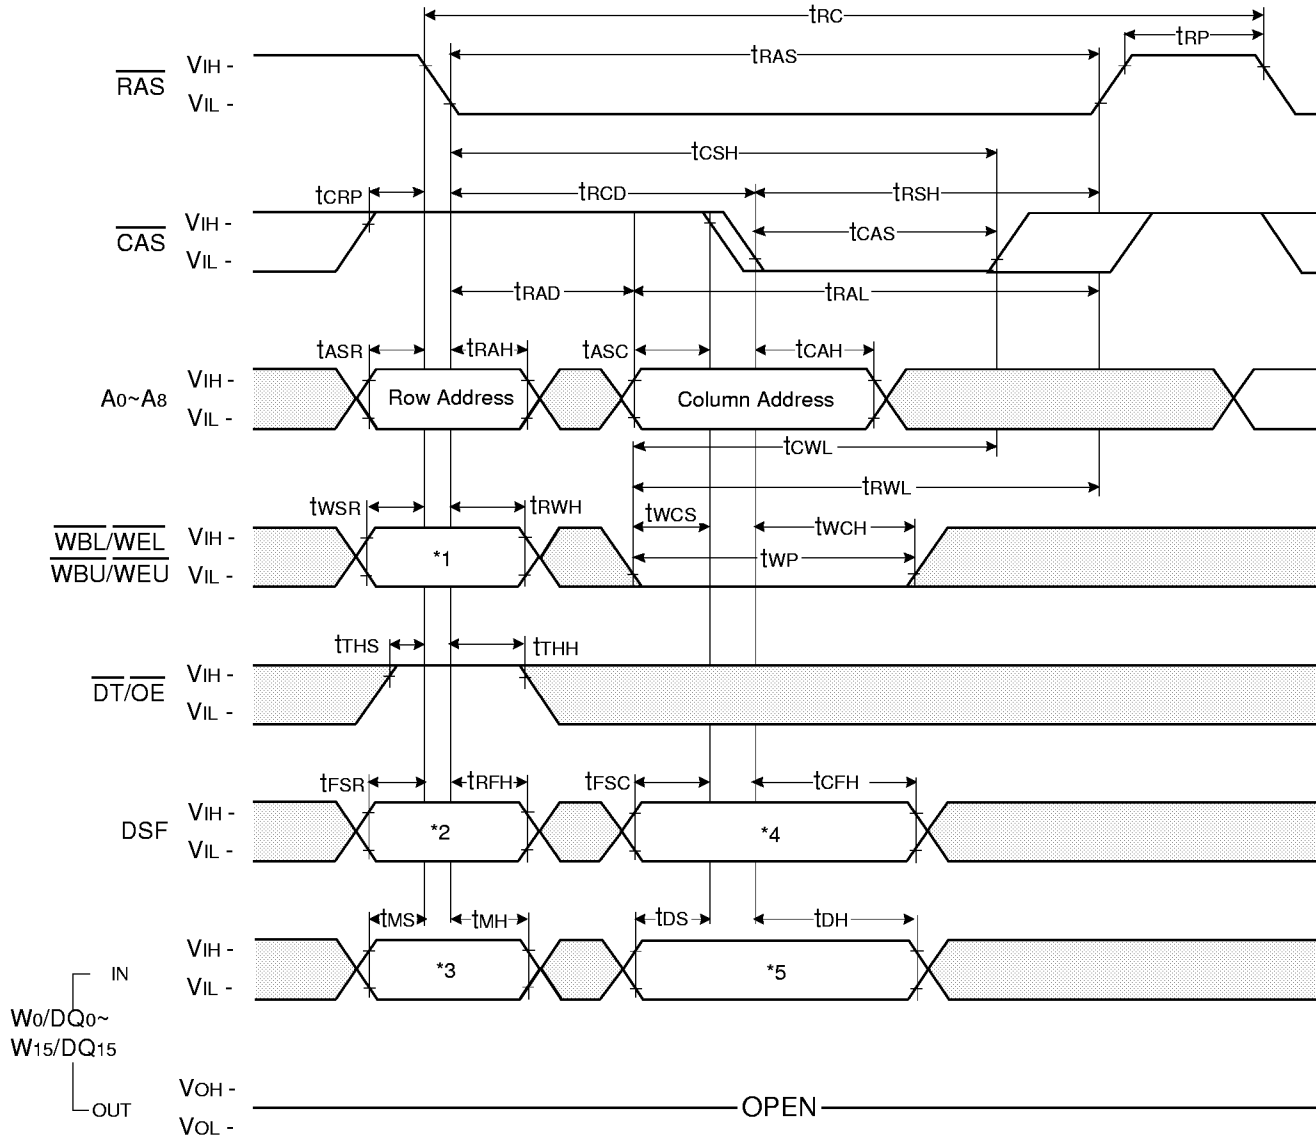 tRC
tRP
tRAS
RAS
VIH -
VIL -
tCSH
tCRP
tRCD
tRSH
CAS
VIH -
VIL -
tCAS
tRAD
tRAL
tASR
tRAH
tASC
tCAH
A0~A8
VIH -
VIL -
Row Address
Column Address
tCWL
tRWL
tWSR
tRWH
tWCS
tWCH
WBL/WEL
WBU/WEU
VIH -
VIL -
*1
tWP
tTHS
tTHH
DT/OE
VIH -
VIL -
tFSR
tRFH
tFSC
tCFH
DSF
VIH -
VIL -
*2
*4
tMS
tMH
tDS
tDH
VIH -
VIL -
*3
*5
IN
W0/DQ0~
W15/DQ15
OUT
VOH -
VOL -
OPEN